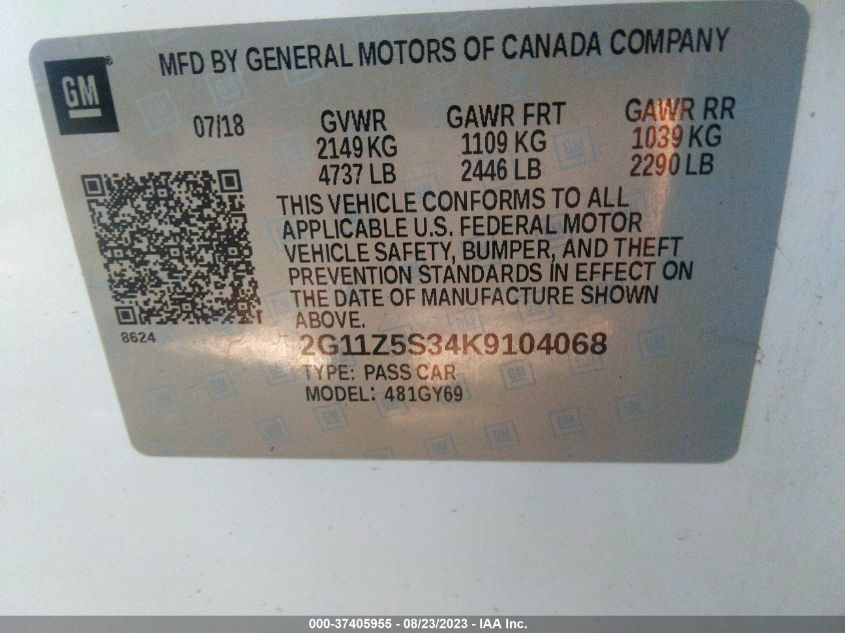 MFD BY GENERAL MOTORS OF CANADA COMPANY
GM
07/18
GVWR GAWR FRT GAWR RR
2149 KG 1109 KG 1039 KG
4737 LB 2446 LB 2290 LB
THIS VEHICLE CONFORMS TO ALL
APPLICABLE U.S. FEDERAL MOTOR
VEHICLE SAFETY, BUMPER, AND THEFT
PREVENTION STANDARDS IN EFFECT ON
THE DATE OF MANUFACTURE SHOWN
ABOVE.
8624
2G11Z5S34K9104068
TYPE: PASS CAR
MODEL: 481GY69
000-37405955 - 08/23/2023 - IAA Inc.